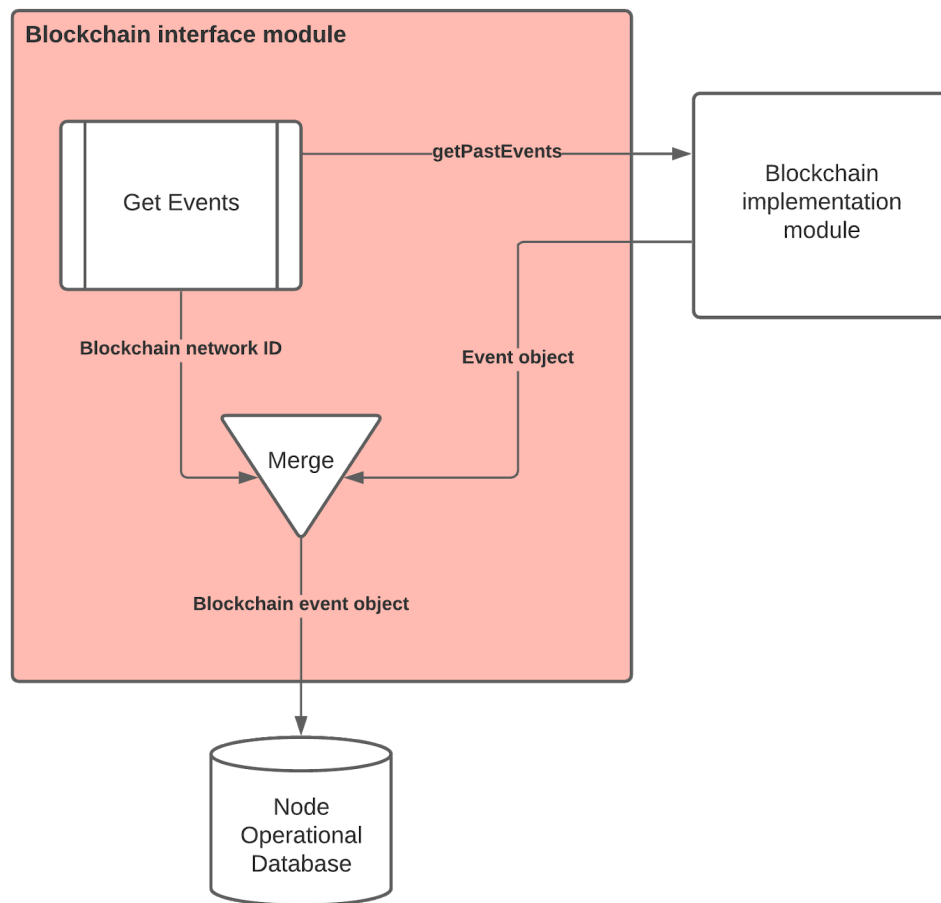 Blockchain interface module
getPastEvents
Get Events
Blockchain
implementation
module
Blockchain network ID
Event object
Merge
Blockchain event object
Node
Operational
Database